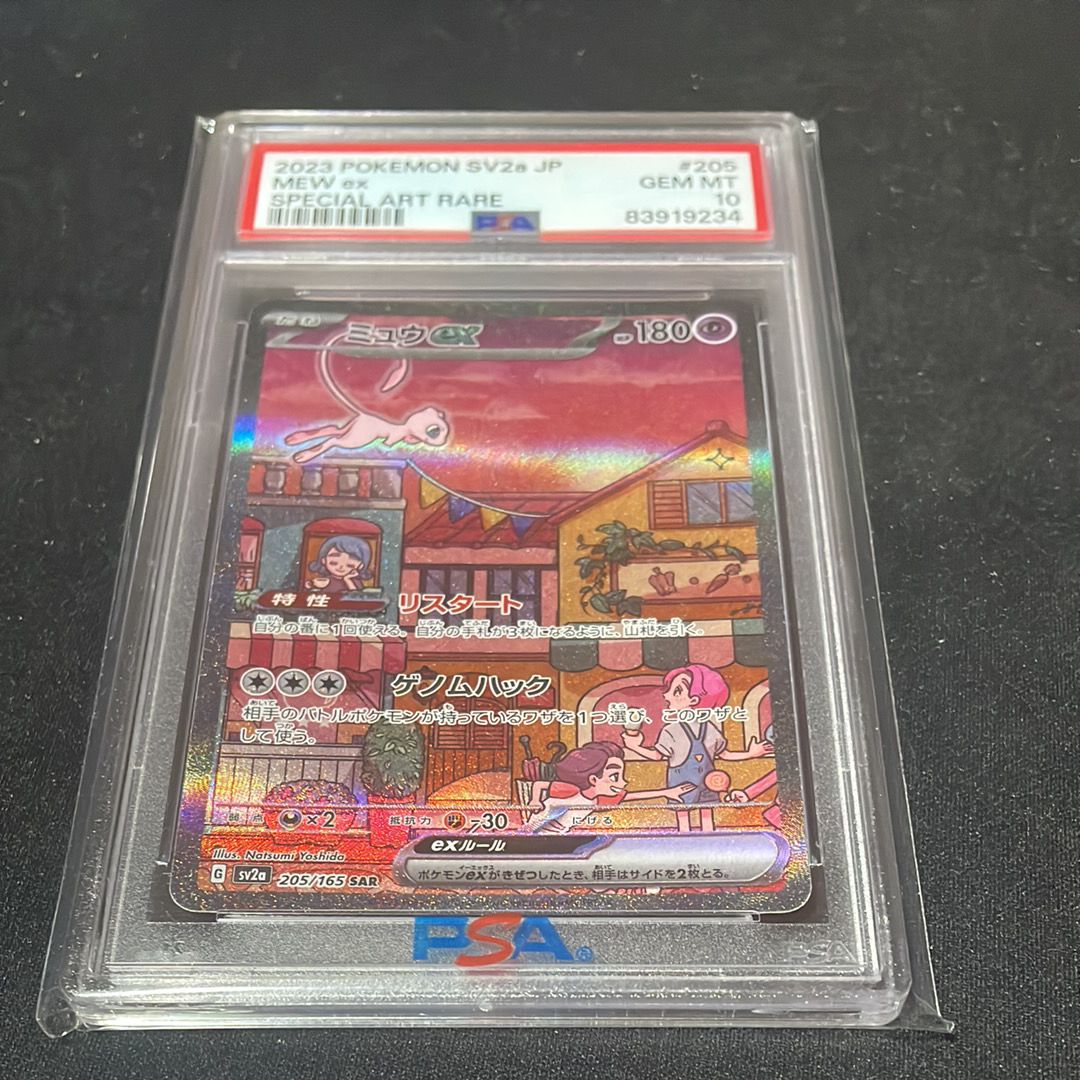 2023 POKEMON SV2a JP #205
MEW ex GEM MT
SPECIAL ART RARE 10
PSA 83919234
たね ミュウex HP 180
特性 リスタート
自分の番に1回使える。自分の手札が3枚になるように、山札を引く。
ゲノムハック
相手のバトルポケモンが持っているワザを1つ選び、このワザと
して使う。
弱点 ×2 抵抗力 -30 にげる
exルール
ポケモンexがきぜつしたとき、相手はサイドを2枚とる。
Illus. Natsumi Yoshida
G sv2a 205/165 SAR
PSA®
PSA